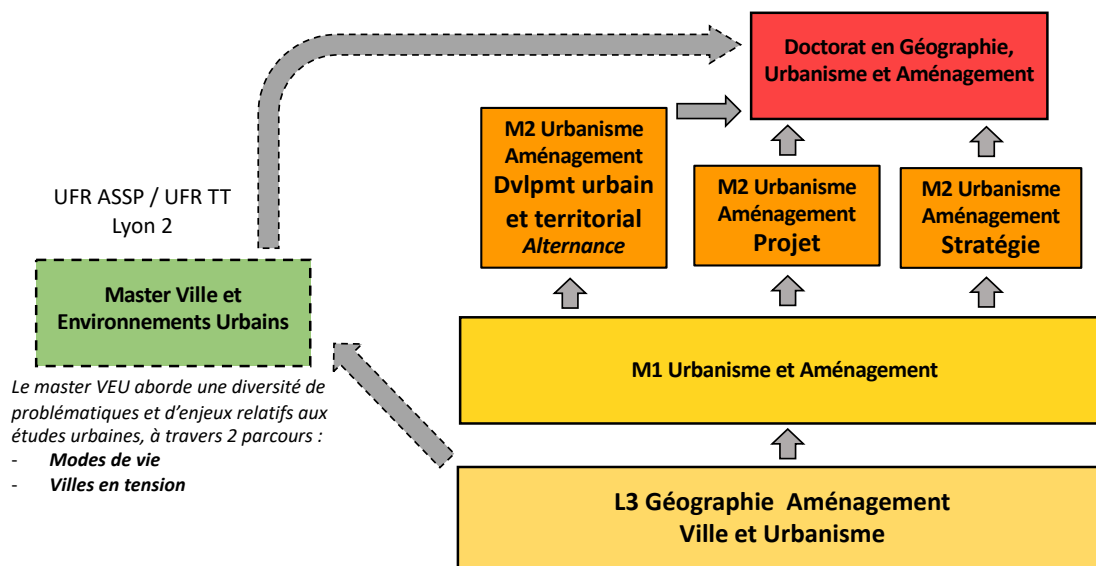 Doctorat en Géographie,
Urbanisme et Aménagement
M2 Urbanisme
Aménagement
Dvlpmt urbain
et territorial
Alternance
M2 Urbanisme
Aménagement
Projet
M2 Urbanisme
Aménagement
Stratégie
UFR ASSP / UFR TT
Lyon 2
Master Ville et
Environnements Urbains
Le master VEU aborde une diversité de
problématiques et d’enjeux relatifs aux
études urbaines, à travers 2 parcours :
- Modes de vie
- Villes en tension
M1 Urbanisme et Aménagement
L3 Géographie Aménagement
Ville et Urbanisme